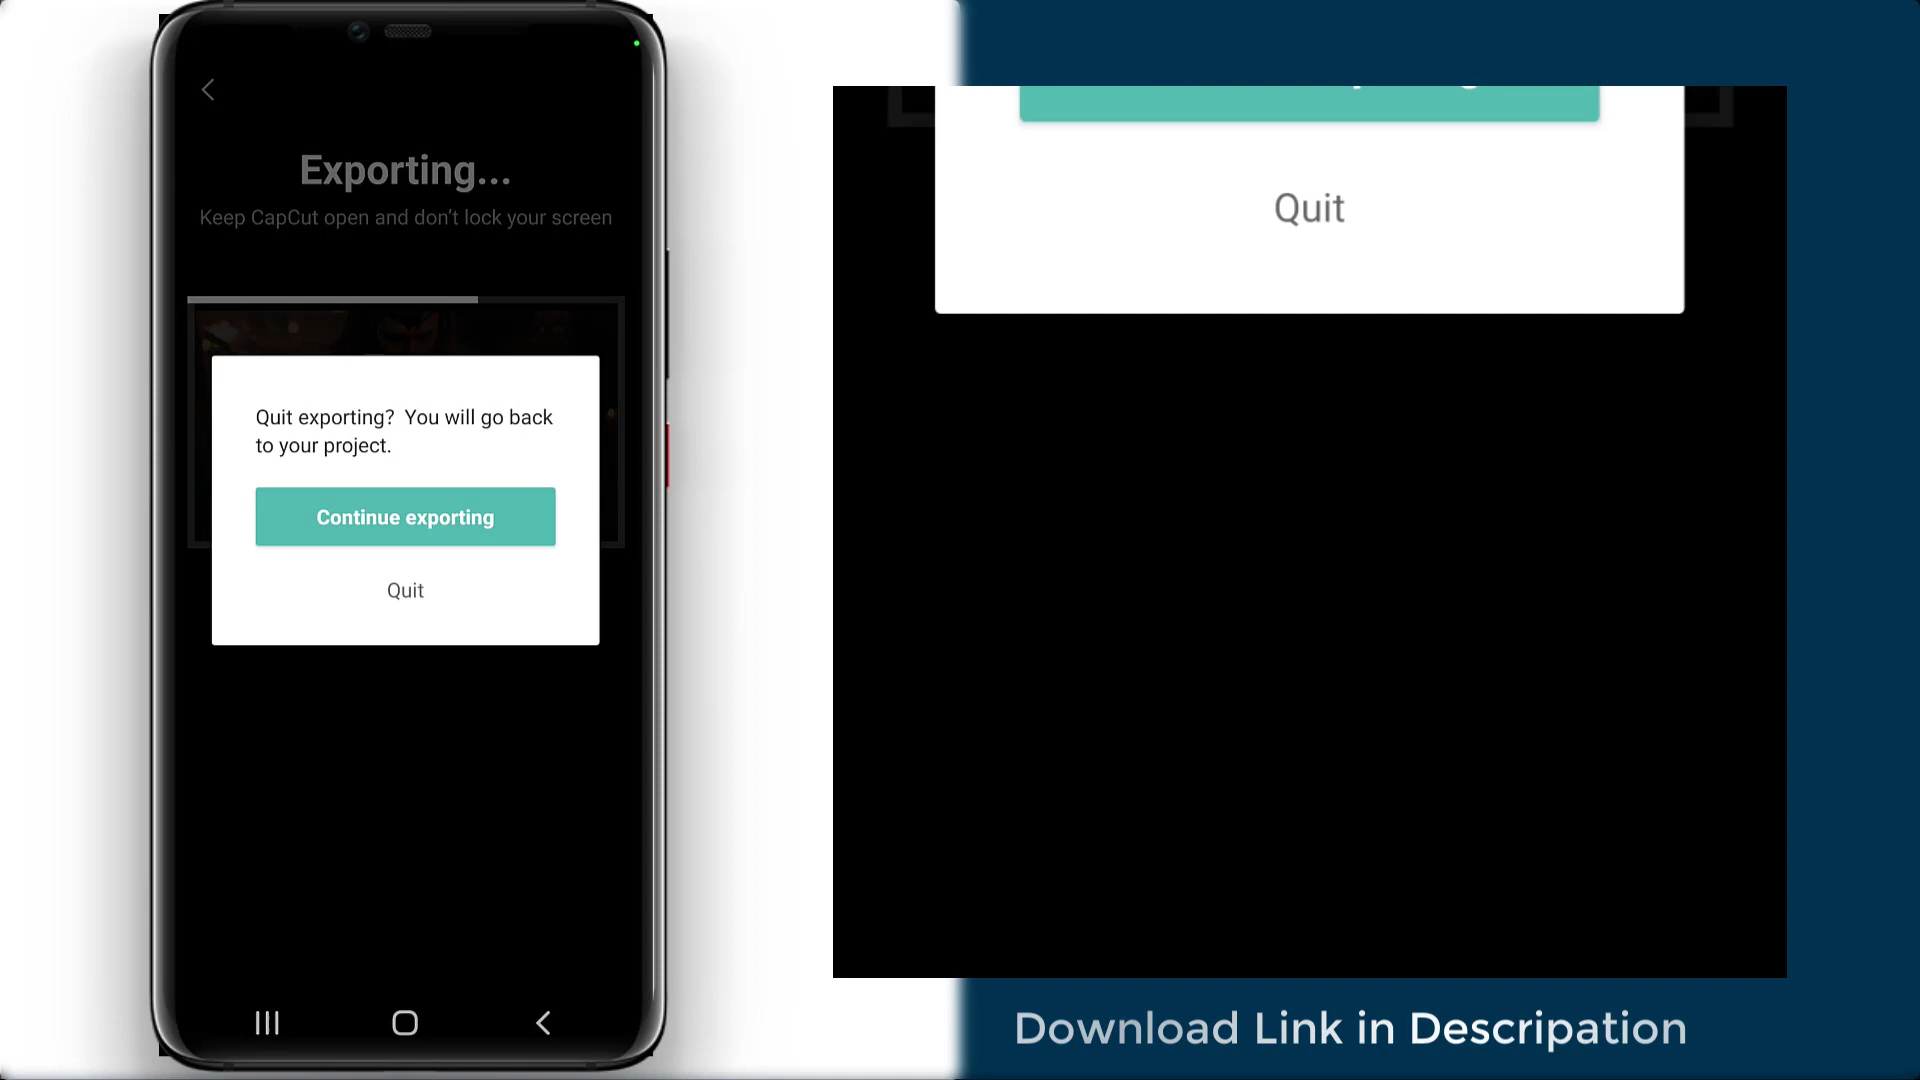 Exporting...
Keep CapCut open and don't lock your screen
Quit exporting?  You will go back
to your project.
Continue exporting
Quit
Quit
Download Link in Descripation